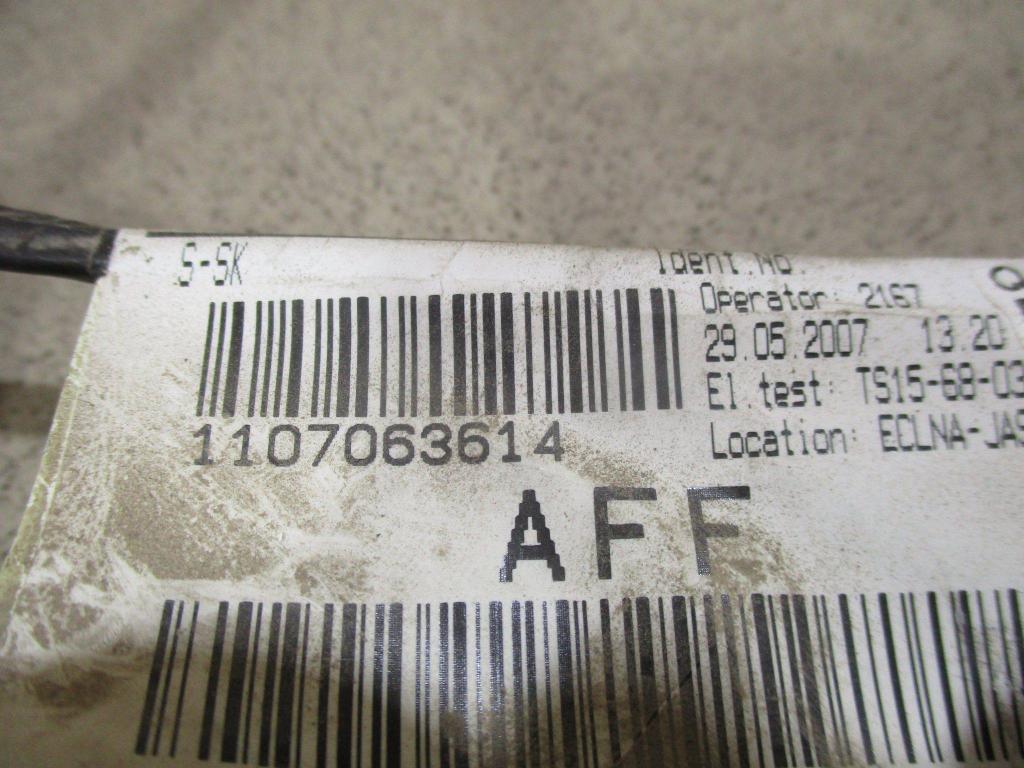 S-SK
Ident.No.
Operator: 2167
29.05.2007 13.20
El.test: TS15-68-03
Location: ECLNA-JAS
1107063614
AFF